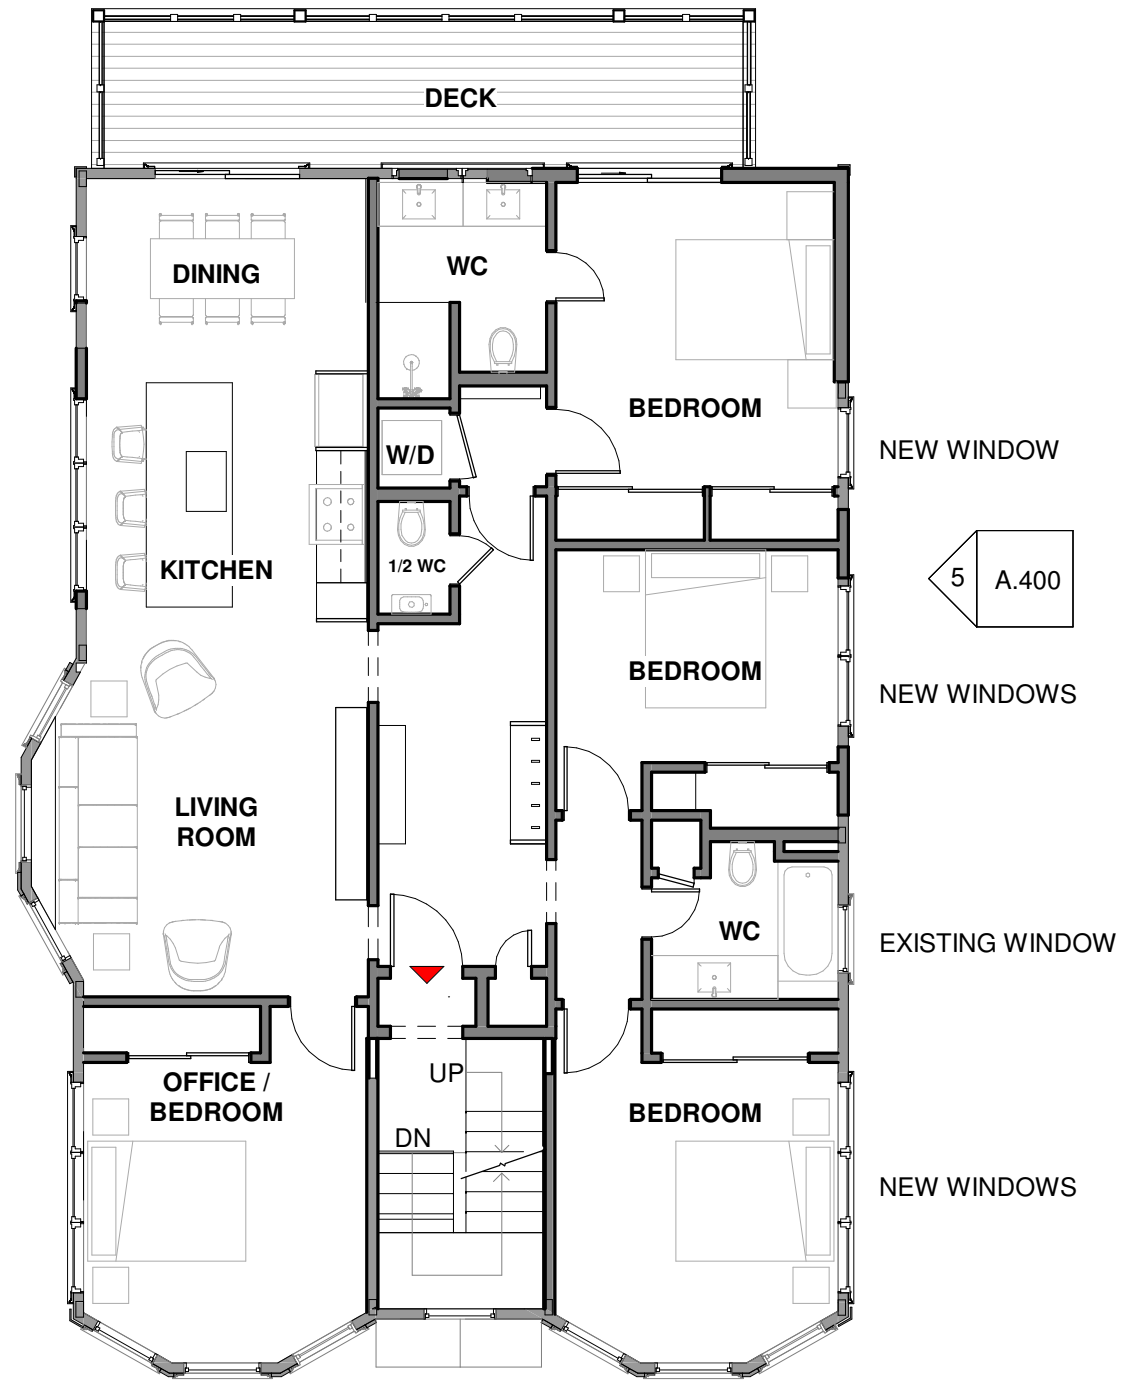 DECK
DINING
WC
BEDROOM
NEW WINDOW
W/D
KITCHEN
1/2 WC
5
A.400
BEDROOM
NEW WINDOWS
LIVING
ROOM
WC
EXISTING WINDOW
OFFICE /
BEDROOM
UP
DN
BEDROOM
NEW WINDOWS